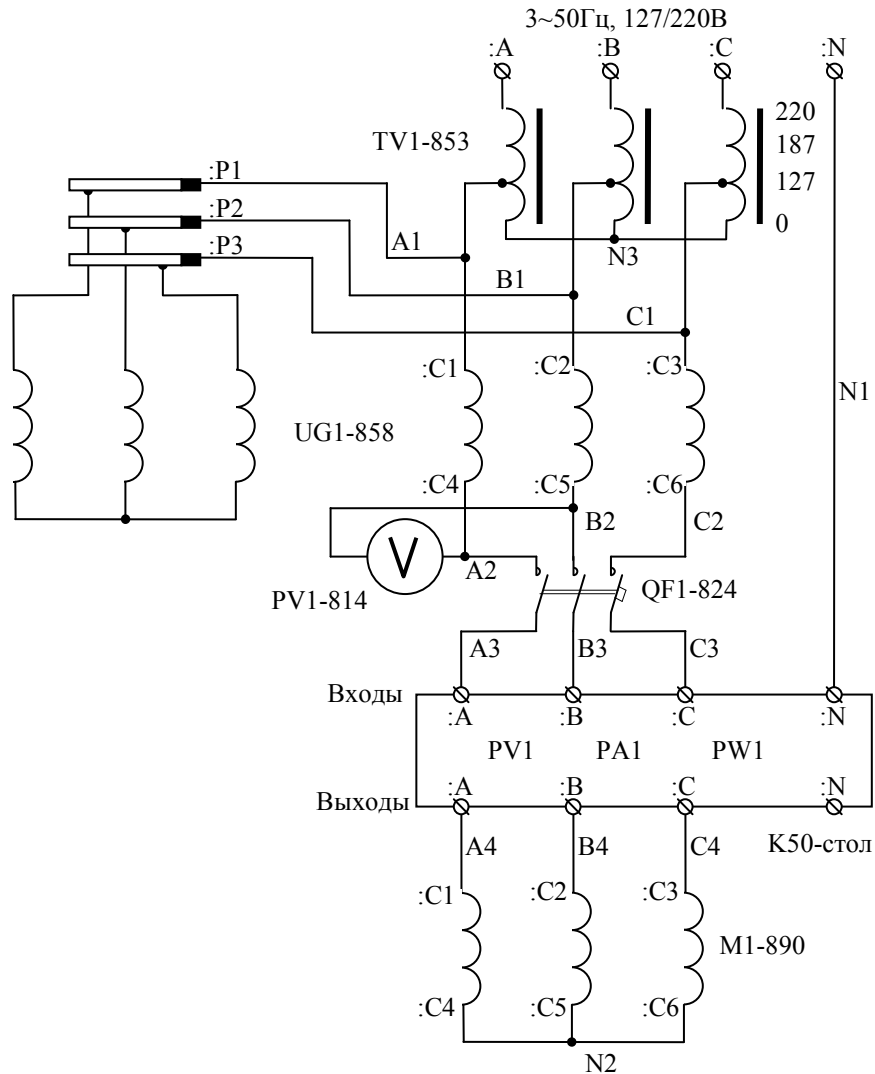 3~50Гц, 127/220В
:A :B :C :N
TV1-853
220
187
127
0
:P1
:P2
:P3
A1
B1
C1
N3
:C1 :C2 :C3
N1
UG1-858
:C4 :C5 :C6
B2 C2
V
A2
PV1-814
QF1-824
A3 B3 C3
Входы
:A :B :C :N
PV1 PA1 PW1
:A :B :C :N
Выходы
A4 B4 C4
K50-стол
:C1 :C2 :C3
M1-890
:C4 :C5 :C6
N2